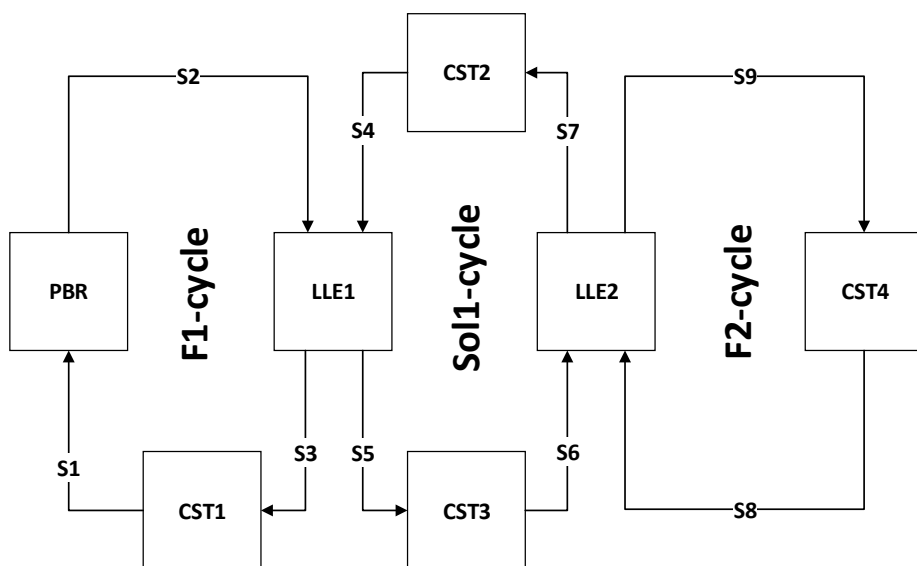 CST2
S2
S9
S4
S7
F1-cycle
Sol1-cycle
F2-cycle
PBR
LLE1
LLE2
CST4
S1
S3
S5
S6
CST1
CST3
S8